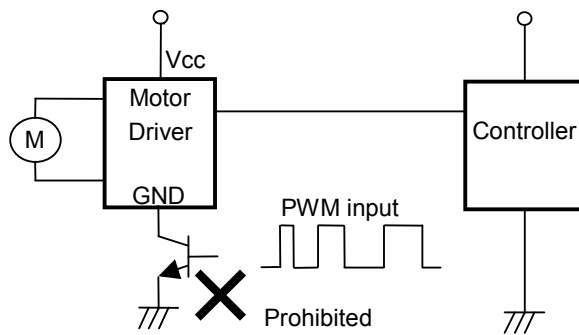 Vcc
Motor
Driver
M
Controller
GND
PWM input
Prohibited